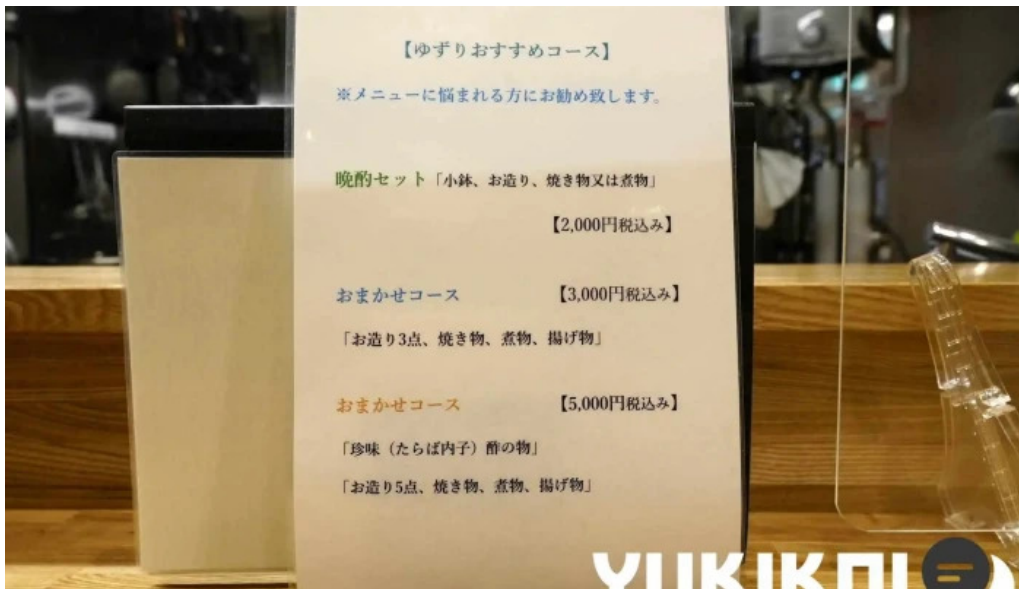 【ゆずりおすすめコース】
※メニューに悩まれる方にお勧め致します。
晩酌セット「小鉢、お造り、焼き物又は煮物」
【2,000円税込み】
おまかせコース 【3,000円税込み】
「お造り3点、焼き物、煮物、揚げ物」
おまかせコース 【5,000円税込み】
「珍味（たらば内子）酢の物」
「お造り5点、焼き物、煮物、揚げ物」